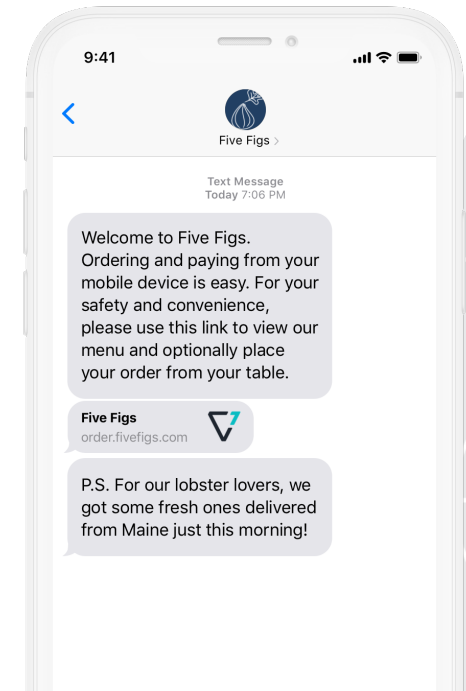 9:41
Five Figs
Text Message
Today 7:06 PM
Welcome to Five Figs.
Ordering and paying from your
mobile device is easy. For your
safety and convenience,
please use this link to view our
menu and optionally place
your order from your table.
Five Figs
order.fivefigs.com
P.S. For our lobster lovers, we
got some fresh ones delivered
from Maine just this morning!